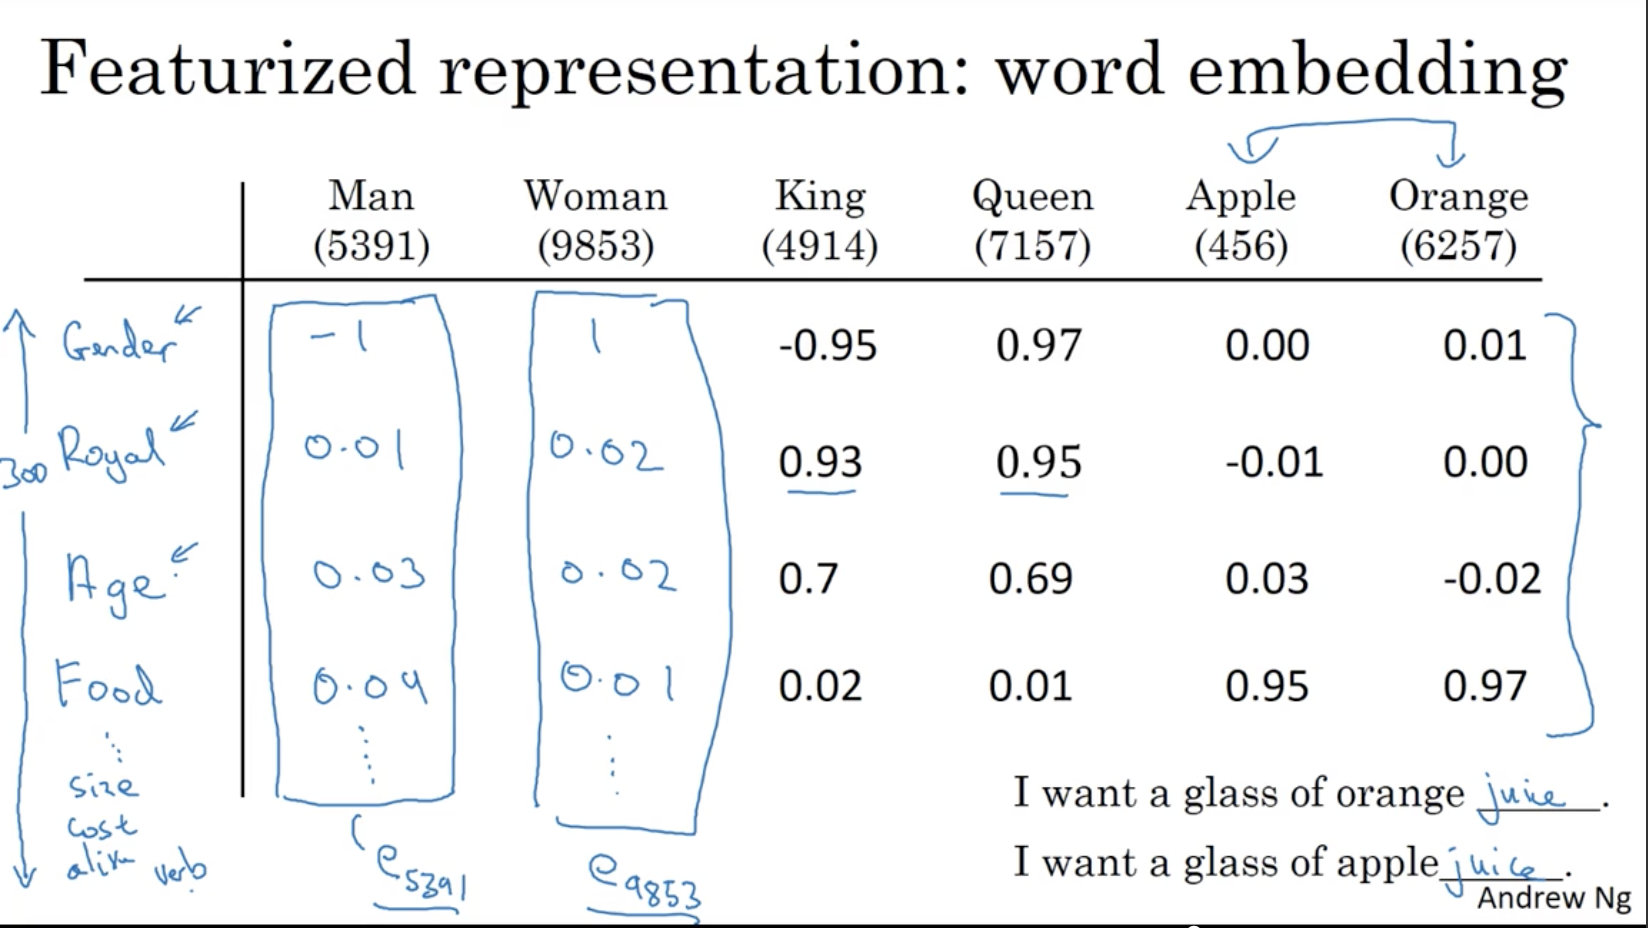 Featurized representation: word embedding
Man Woman King Queen Apple Orange
(5391) (9853) (4914) (7157) (456) (6257)
Gender -1 1 -0.95 0.97 0.00 0.01
300 Royal 0.01 0.02 0.93 0.95 -0.01 0.00
Age 0.03 0.02 0.7 0.69 0.03 -0.02
Food 0.04 0.01 0.02 0.01 0.95 0.97
size
cost
alive verb
e5391 e9853
I want a glass of orange juice.
I want a glass of apple juice.
Andrew Ng